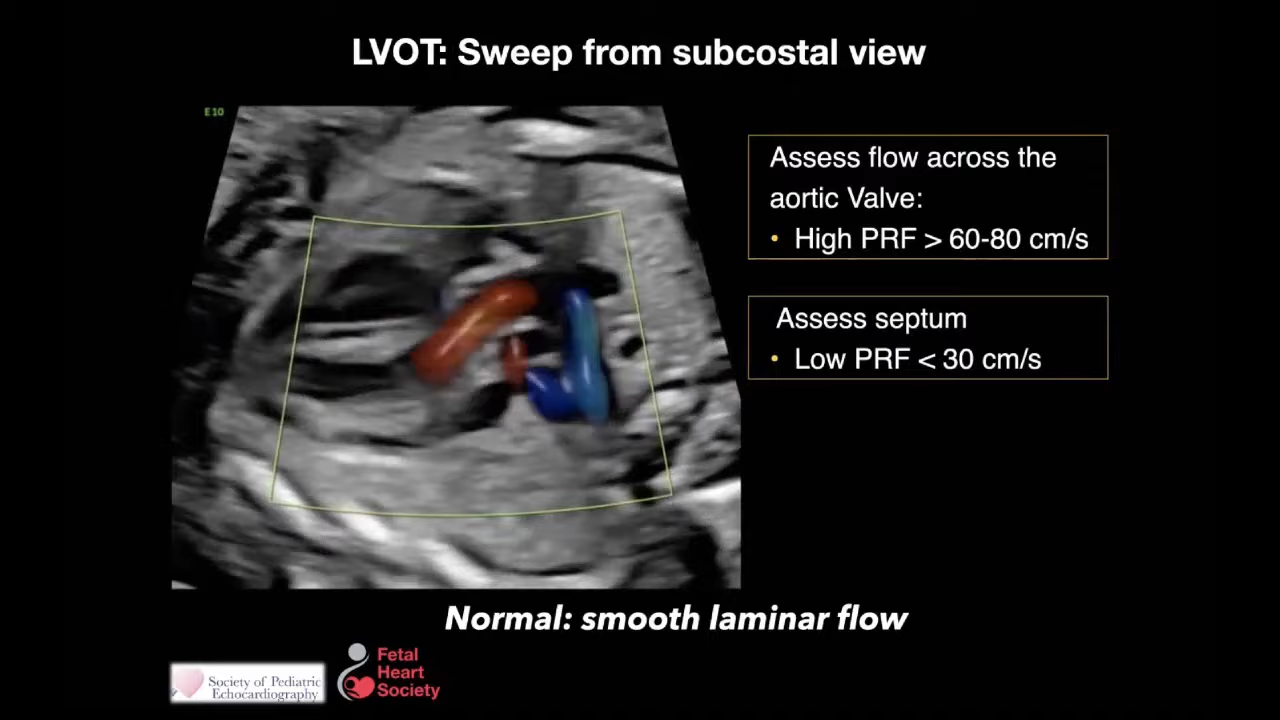 LVOT: Sweep from subcostal view
E10
Assess flow across the
aortic Valve:
• High PRF > 60-80 cm/s
Assess septum
• Low PRF < 30 cm/s
Normal: smooth laminar flow
Society of Pediatric
Echocardiography
Fetal
Heart
Society